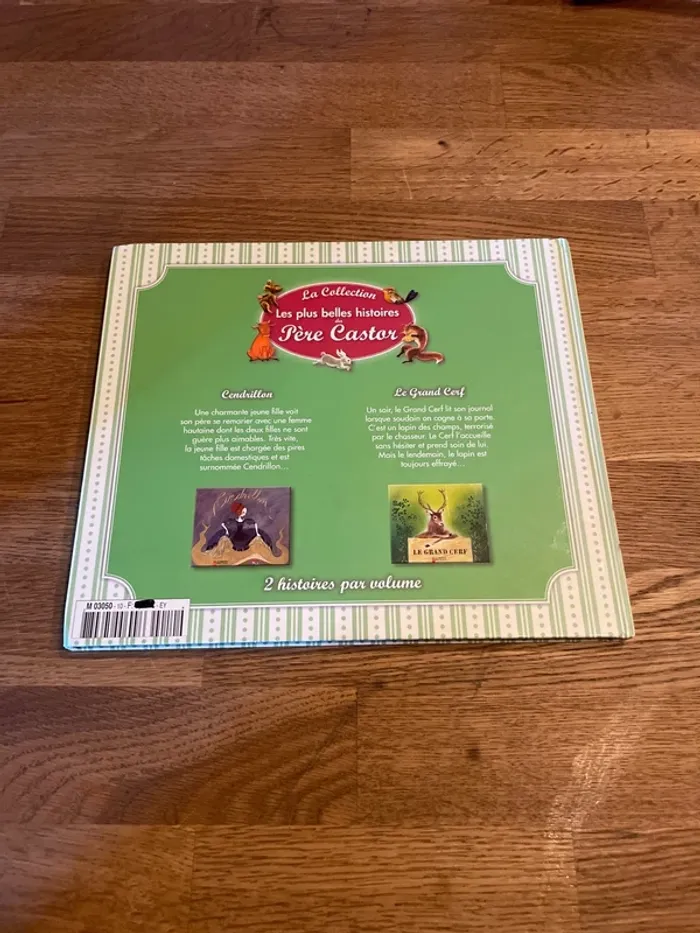 La Collection
Les plus belles histoires
du
Père Castor
Cendrillon
Une charmante jeune fille voit
son père se remarier avec une femme
hautaine dont les deux filles ne sont
guère plus aimables. Très vite,
la jeune fille est chargée des pires
tâches domestiques et est
surnommée Cendrillon...
Le Grand Cerf
Un soir, le Grand Cerf lit son journal
lorsque soudain on cogne à sa porte.
C'est un lapin des champs, terrorisé
par le chasseur. Le Cerf l'accueille
sans hésiter et prend soin de lui.
Mais le lendemain, le lapin est
toujours effrayé...
Cendrillon
LE GRAND CERF
2 histoires par volume
M 03050 - 10 - F - EY